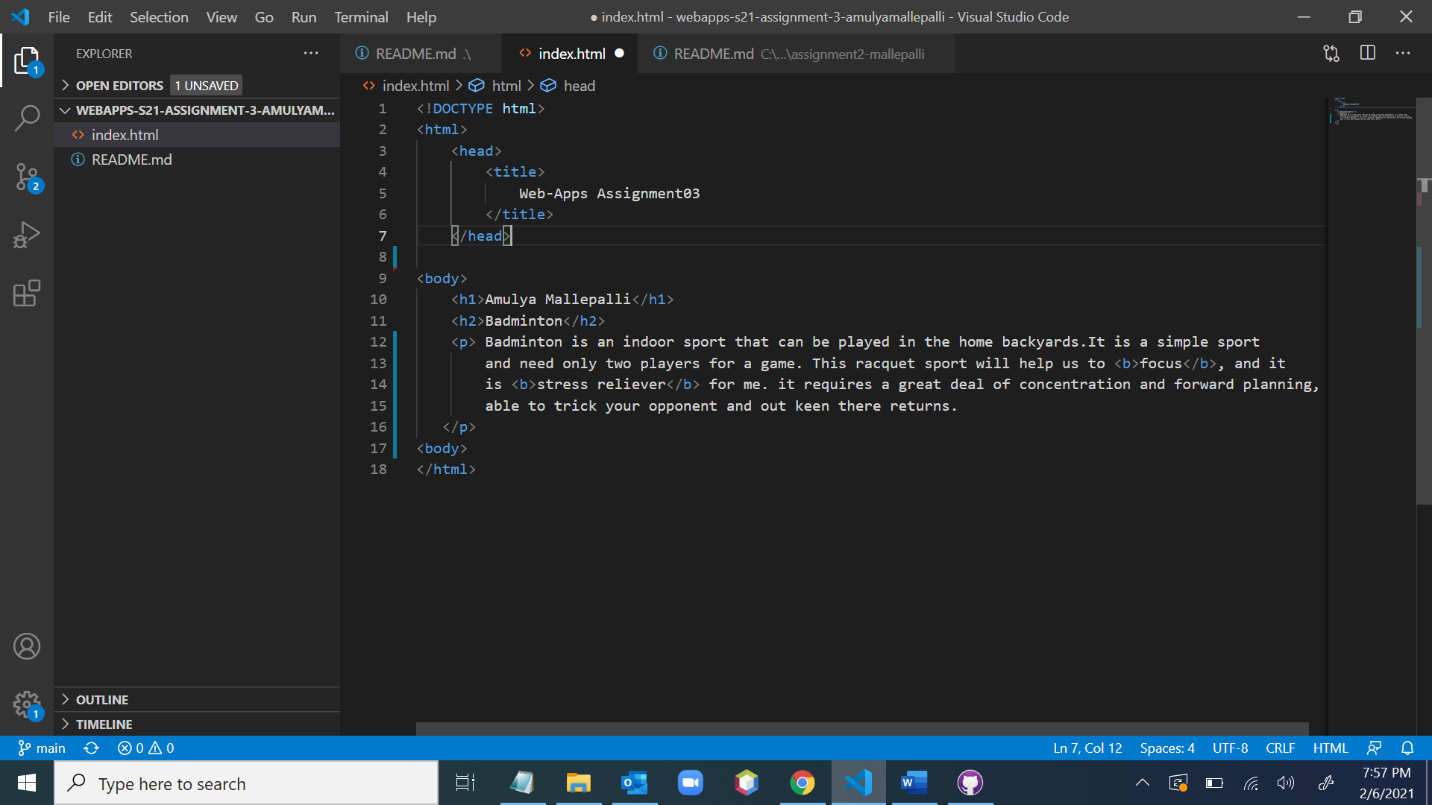 File Edit Selection View Go Run Terminal Help
● index.html - webapps-s21-assignment-3-amulyamallepalli - Visual Studio Code
EXPLORER
README.md .\
index.html
README.md C:\...\assignment2-mallepalli
OPEN EDITORS 1 UNSAVED
WEBAPPS-S21-ASSIGNMENT-3-AMULYAM...
index.html
README.md
index.html > html > head
1 <!DOCTYPE html>
2 <html>
3 <head>
4 <title>
5 Web-Apps Assignment03
6 </title>
7 </head>
8
9 <body>
10 <h1>Amulya Mallepalli</h1>
11 <h2>Badminton</h2>
12 <p> Badminton is an indoor sport that can be played in the home backyards.It is a simple sport
13 and need only two players for a game. This racquet sport will help us to <b>focus</b>, and it
14 is <b>stress reliever</b> for me. it requires a great deal of concentration and forward planning,
15 able to trick your opponent and out keen there returns.
16 </p>
17 <body>
18 </html>
1
2
1
OUTLINE
TIMELINE
main 0 0
Ln 7, Col 12 Spaces: 4 UTF-8 CRLF HTML
Type here to search
7:57 PM
2/6/2021